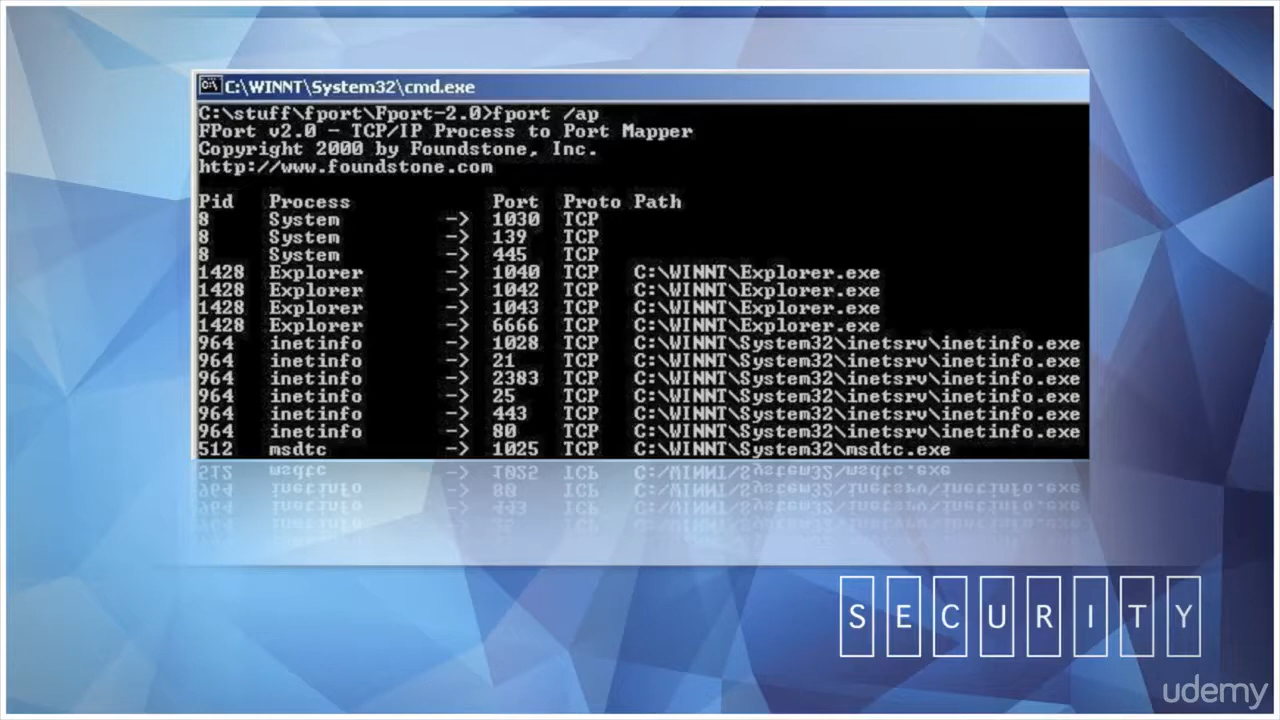 C:\WINNT\System32\cmd.exe
C:\stuff\fport\Fport-2.0>fport /ap
FPort v2.0 - TCP/IP Process to Port Mapper
Copyright 2000 by Foundstone, Inc.
http://www.foundstone.com
Pid Process Port Proto Path
8 System -> 1030 TCP
8 System -> 139 TCP
8 System -> 445 TCP
1428 Explorer -> 1040 TCP C:\WINNT\Explorer.exe
1428 Explorer -> 1042 TCP C:\WINNT\Explorer.exe
1428 Explorer -> 1043 TCP C:\WINNT\Explorer.exe
1428 Explorer -> 6666 TCP C:\WINNT\Explorer.exe
964 inetinfo -> 1028 TCP C:\WINNT\System32\inetsrv\inetinfo.exe
964 inetinfo -> 21 TCP C:\WINNT\System32\inetsrv\inetinfo.exe
964 inetinfo -> 2383 TCP C:\WINNT\System32\inetsrv\inetinfo.exe
964 inetinfo -> 25 TCP C:\WINNT\System32\inetsrv\inetinfo.exe
964 inetinfo -> 443 TCP C:\WINNT\System32\inetsrv\inetinfo.exe
964 inetinfo -> 80 TCP C:\WINNT\System32\inetsrv\inetinfo.exe
512 msdtc -> 1025 TCP C:\WINNT\System32\msdtc.exe
SECURITY
udemy